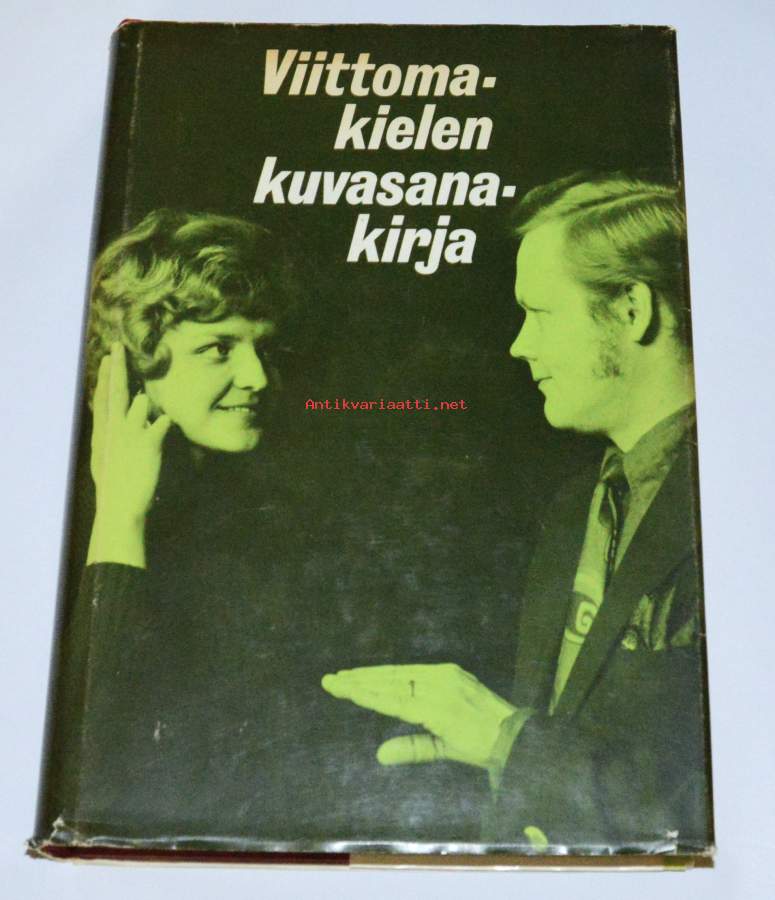 Viittoma-
kielen
kuvasana-
kirja
Antikvariaatti.net